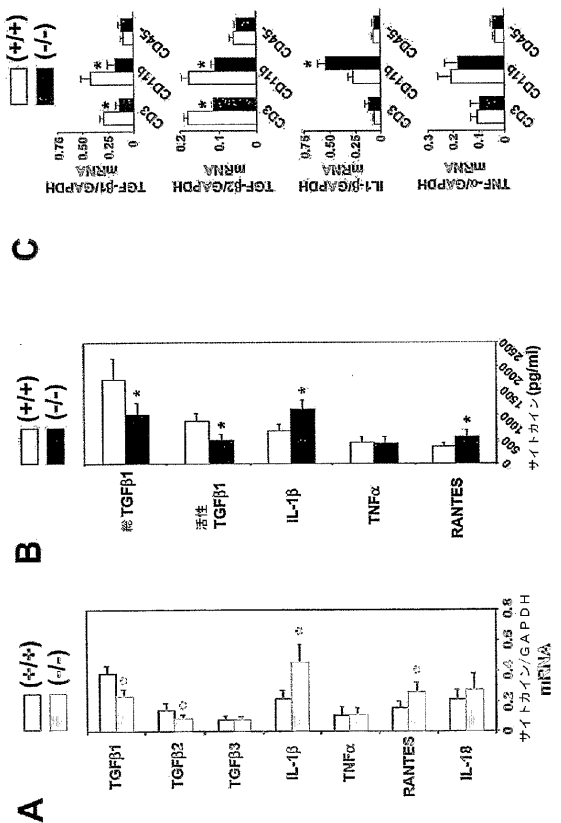 A
(+/+)
(-/-)
TGFβ1
TGFβ2
TGFβ3
IL-1β
TNFα
RANTES
IL-18
0
0.2
0.4
0.6
0.8
サイトカイン/GAPDH
mRNA
B
(+/+)
(-/-)
総 TGFβ1
活性
TGFβ1
IL-1β
TNFα
RANTES
0
500
1000
1500
2000
2500
サイトカイン (pg/ml)
C
(+/+)
(-/-)
TGF-β1/GAPDH
mRNA
0.75
0.50
0.25
0
CD3
CD11b
CD45-
TGF-β2/GAPDH
mRNA
0.2
0.1
0
CD3
CD11b
CD45-
IL1-β/GAPDH
mRNA
0.75
0.50
0.25
0
CD3
CD11b
CD45-
TNF-α/GAPDH
mRNA
0.3
0.2
0.1
0
CD3
CD11b
CD45-